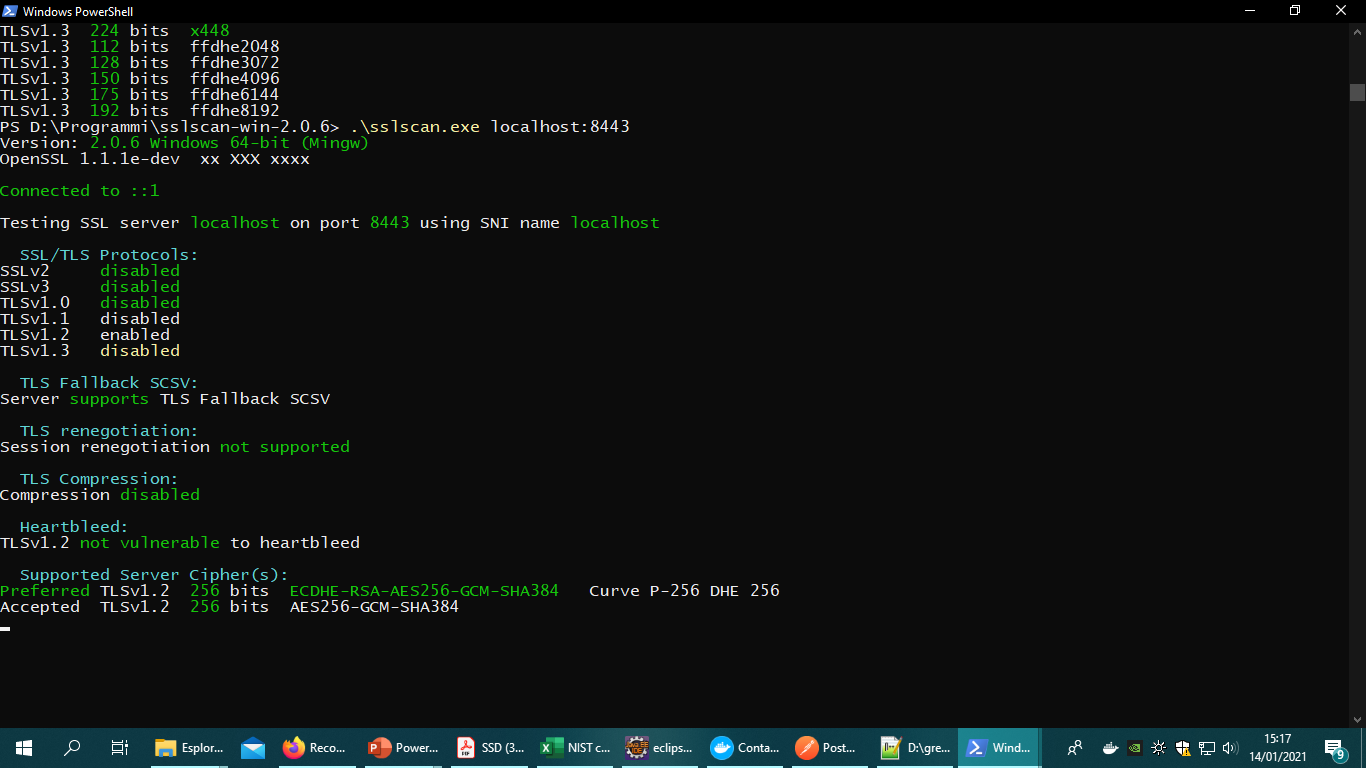 Windows PowerShell
TLSv1.3  224 bits  x448
TLSv1.3  112 bits  ffdhe2048
TLSv1.3  128 bits  ffdhe3072
TLSv1.3  150 bits  ffdhe4096
TLSv1.3  175 bits  ffdhe6144
TLSv1.3  192 bits  ffdhe8192
PS D:\Programmi\sslscan-win-2.0.6> .\sslscan.exe localhost:8443
Version: 2.0.6 Windows 64-bit (Mingw)
OpenSSL 1.1.1e-dev  xx XXX xxxx
Connected to ::1
Testing SSL server localhost on port 8443 using SNI name localhost
  SSL/TLS Protocols:
SSLv2     disabled
SSLv3     disabled
TLSv1.0   disabled
TLSv1.1   disabled
TLSv1.2   enabled
TLSv1.3   disabled
  TLS Fallback SCSV:
Server supports TLS Fallback SCSV
  TLS renegotiation:
Session renegotiation not supported
  TLS Compression:
Compression disabled
  Heartbleed:
TLSv1.2 not vulnerable to heartbleed
  Supported Server Cipher(s):
Preferred TLSv1.2  256 bits  ECDHE-RSA-AES256-GCM-SHA384   Curve P-256 DHE 256
Accepted  TLSv1.2  256 bits  AES256-GCM-SHA384
Esplor... Reco... Power... SSD (3... NIST c... eclips... Conta... Post... D:\gre... Wind... 15:17
14/01/2021 9